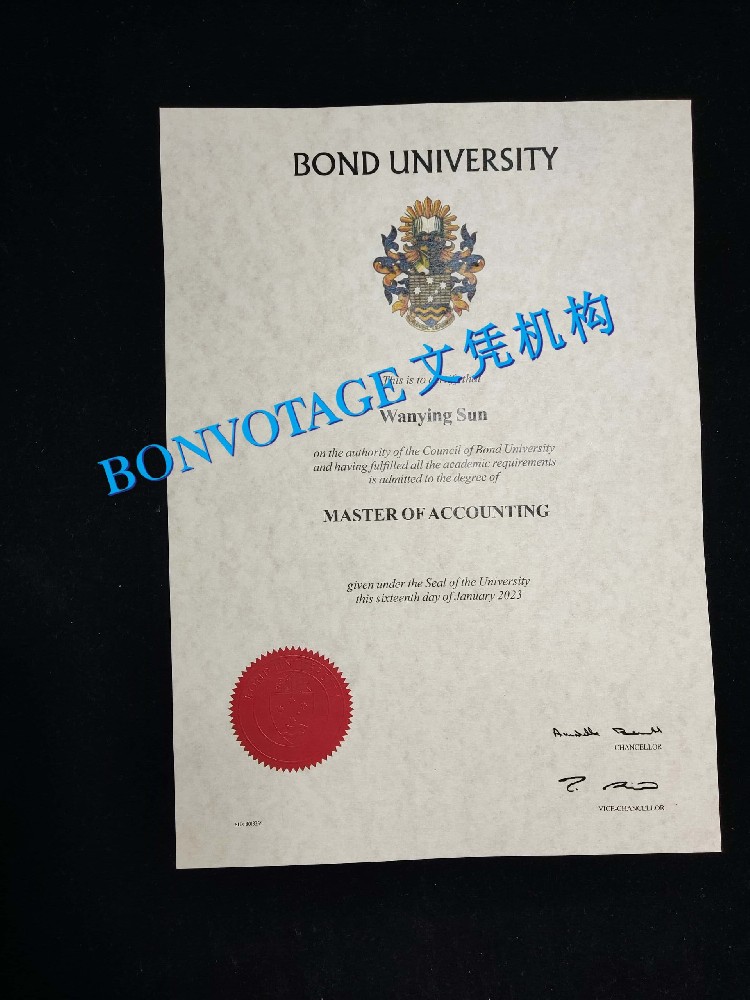 BOND UNIVERSITY
BONVOTAGE 文凭机构
This is to certify that
Wanying Sun
on the authority of the Council of Bond University
and having fulfilled all the academic requirements
is admitted to the degree of
MASTER OF ACCOUNTING
given under the Seal of the University
this sixteenth day of January 2023
CHANCELLOR
VICE-CHANCELLOR